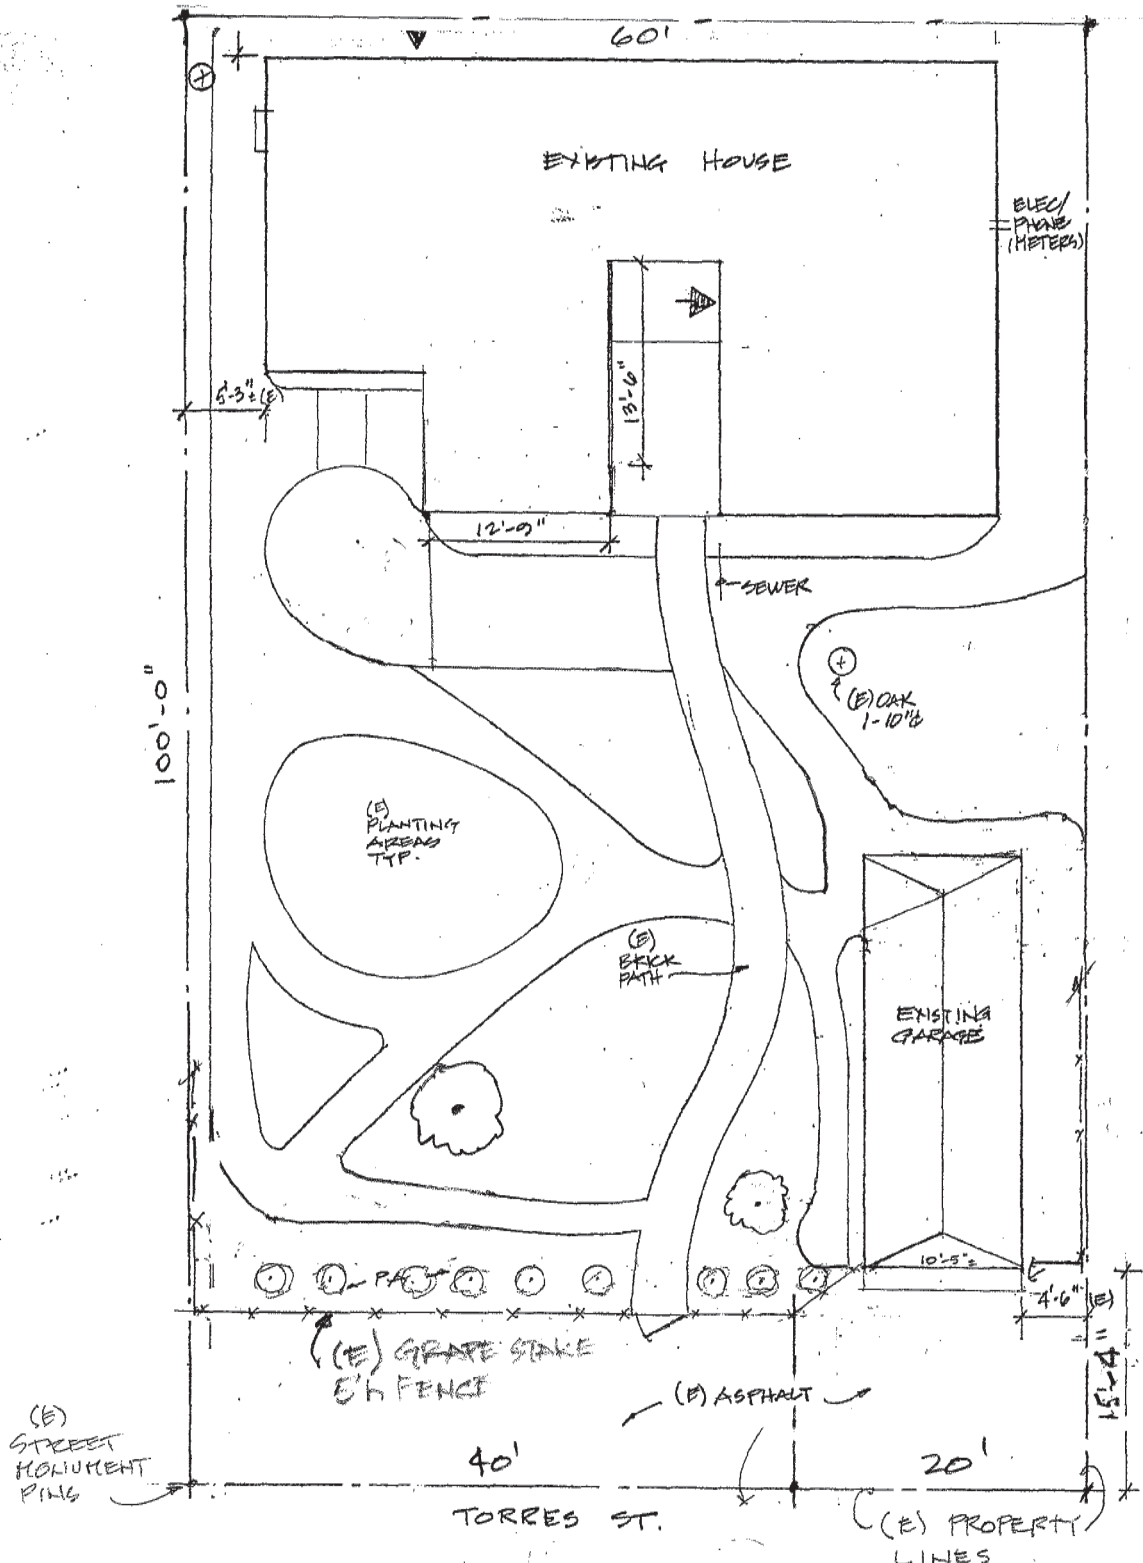 60'
EXISTING HOUSE
ELEC/
PHONE
(METERS)
5'-3"± (E)
13'-6"
12'-9"
SEWER
(E) OAK
1-10"¢
100'-0"
(E)
PLANTING
AREAS
TYP.
(E)
BRICK
PATH
EXISTING
GARAGE
10'-5"±
4'-6" (E)
15'-4"
(E) GRAPE STAKE
5'h FENCE
(E) ASPHALT
(E)
STREET
MONUMENT
PINS
40'
20'
TORRES ST.
(E) PROPERTY
LINES